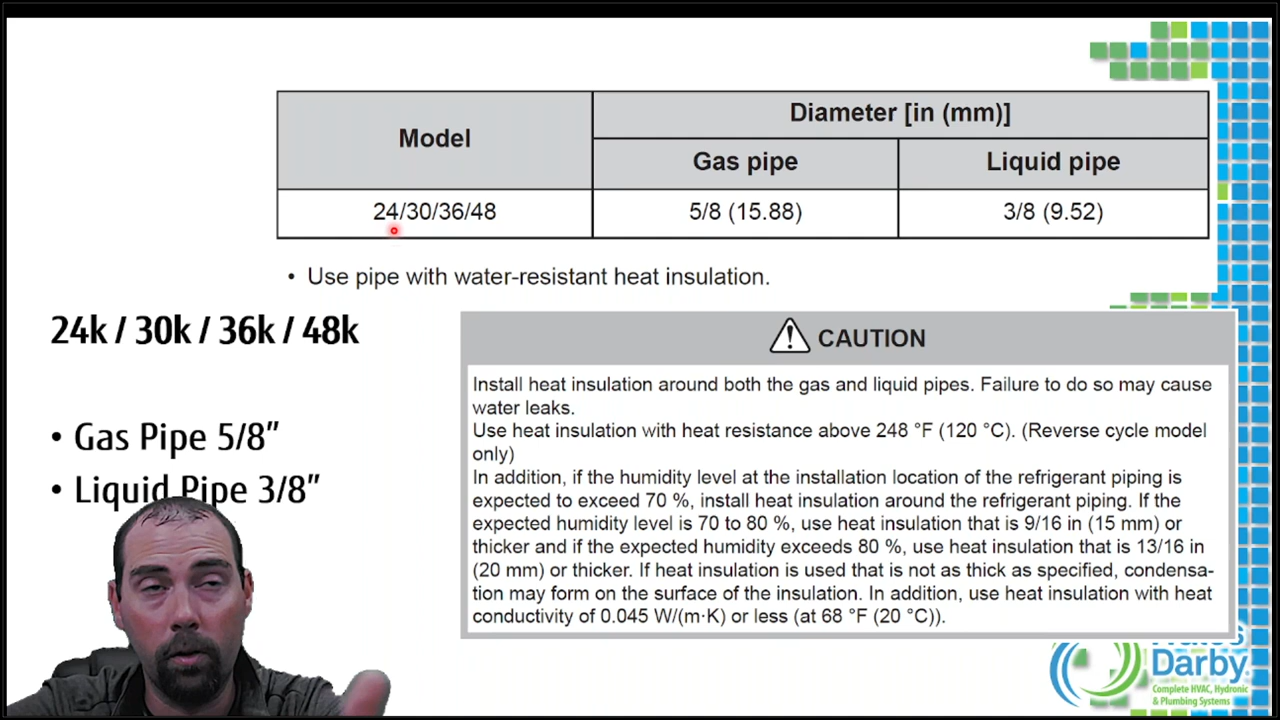 Model
Diameter [in (mm)]
Gas pipe
Liquid pipe
24/30/36/48
5/8 (15.88)
3/8 (9.52)
• Use pipe with water-resistant heat insulation.
24k / 30k / 36k / 48k
• Gas Pipe 5/8”
• Liquid Pipe 3/8”
CAUTION
Install heat insulation around both the gas and liquid pipes. Failure to do so may cause
water leaks.
Use heat insulation with heat resistance above 248 °F (120 °C). (Reverse cycle model
only)
In addition, if the humidity level at the installation location of the refrigerant piping is
expected to exceed 70 %, install heat insulation around the refrigerant piping. If the
expected humidity level is 70 to 80 %, use heat insulation that is 9/16 in (15 mm) or
thicker and if the expected humidity exceeds 80 %, use heat insulation that is 13/16 in
(20 mm) or thicker. If heat insulation is used that is not as thick as specified, condensa-
tion may form on the surface of the insulation. In addition, use heat insulation with heat
conductivity of 0.045 W/(m·K) or less (at 68 °F (20 °C)).
Darby
Complete HVAC, Hydronic
& Plumbing Systems